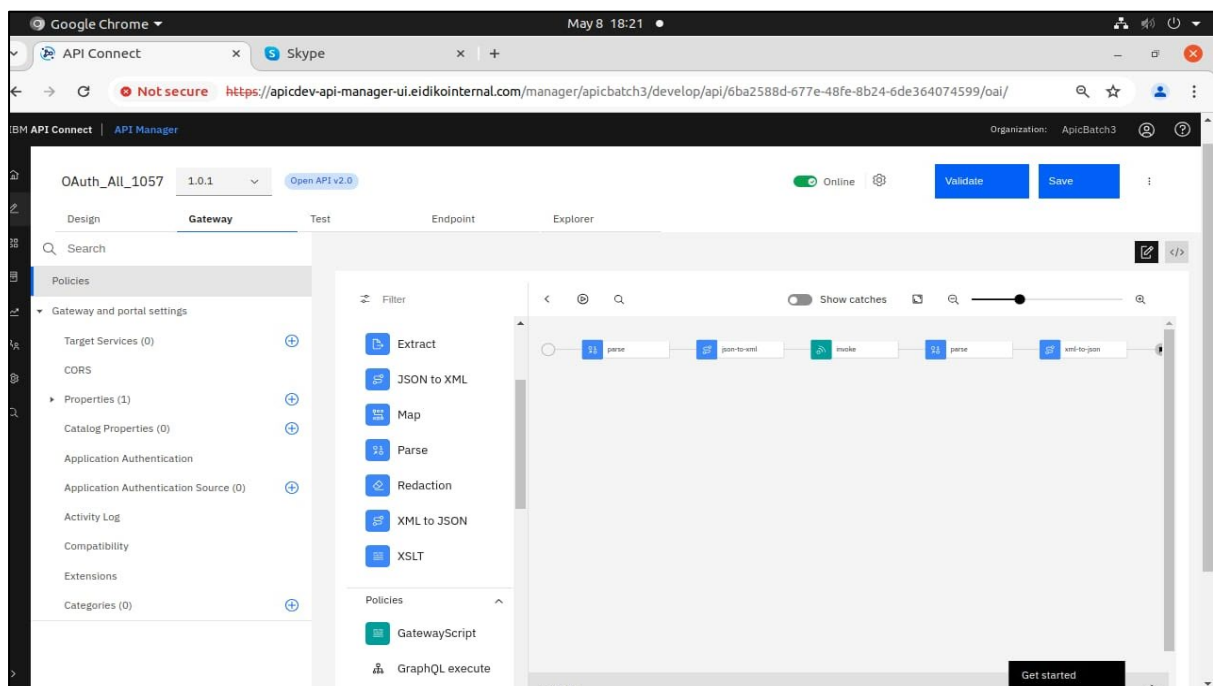 Google Chrome May 8 18:21
API Connect Skype
Not secure https://apicdev-api-manager-ui.eidikointernal.com/manager/apicbatch3/develop/api/6ba2588d-677e-48fe-8b24-6de364074599/oai/
IBM API Connect | API Manager Organization: ApicBatch3
OAuth_All_1057 1.0.1 Open API v2.0 Online Validate Save
Design Gateway Test Endpoint Explorer
Search
Policies
Gateway and portal settings
Target Services (0)
CORS
Properties (1)
Catalog Properties (0)
Application Authentication
Application Authentication Source (0)
Activity Log
Compatibility
Extensions
Categories (0)
Filter
Extract
JSON to XML
Map
Parse
Redaction
XML to JSON
XSLT
Policies
GatewayScript
GraphQL execute
Show catches
parse json-to-xml invoke parse xml-to-json
Get started